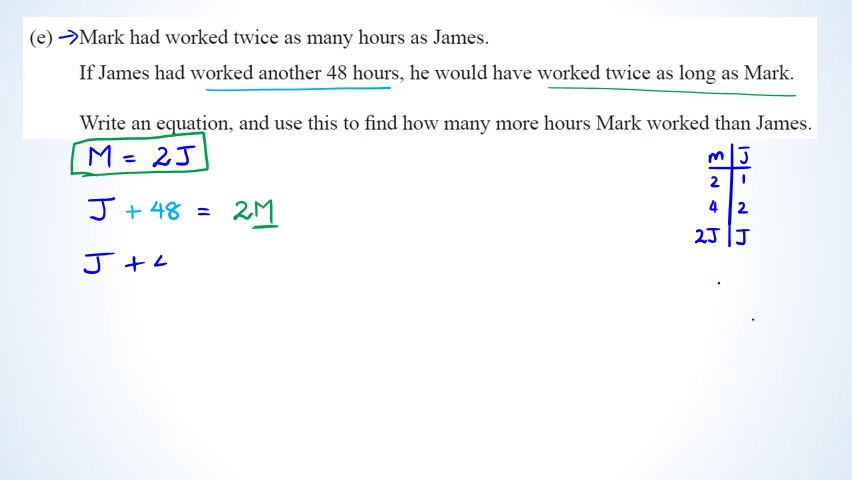 (e) → Mark had worked twice as many hours as James.
If James had worked another 48 hours, he would have worked twice as long as Mark.
Write an equation, and use this to find how many more hours Mark worked than James.
M = 2J
J + 48 = 2M
J + 4
M J
2 1
4 2
2J J